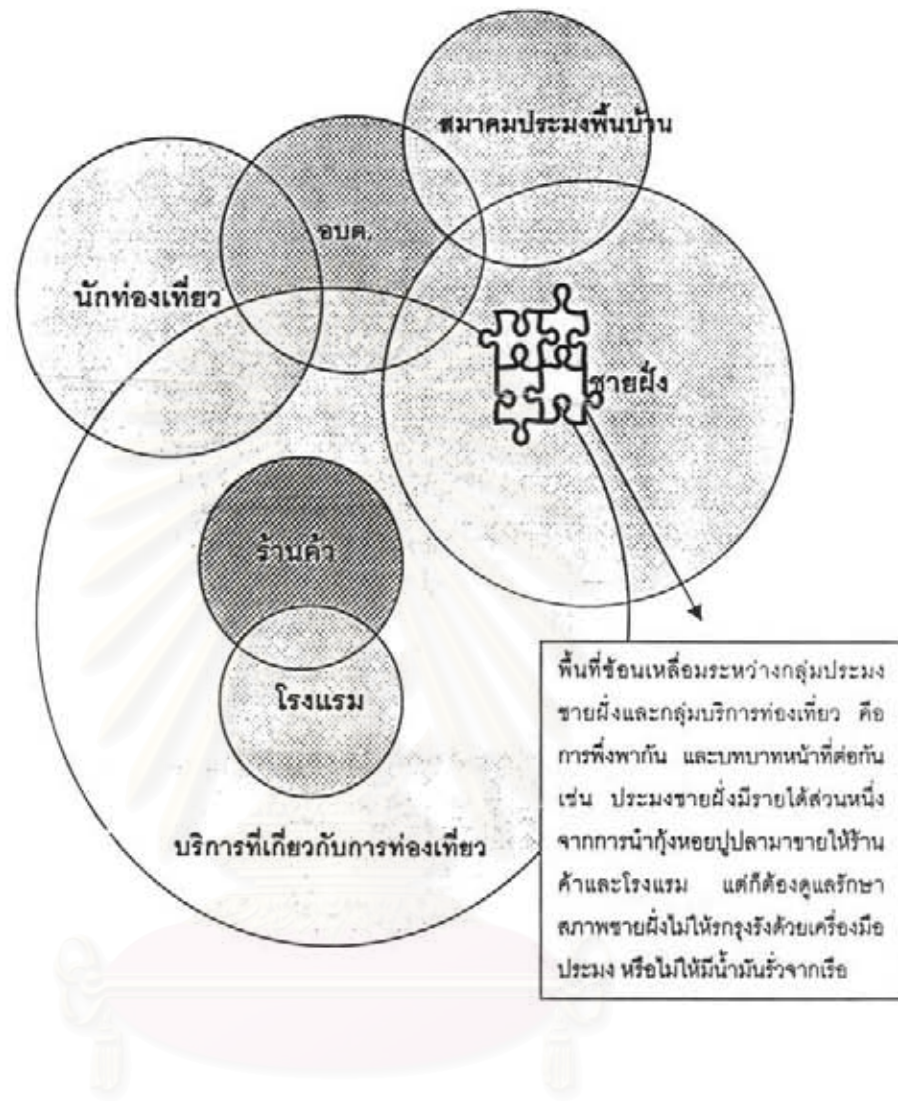 สมาคมประมงพื้นบ้าน
อบต.
นักท่องเที่ยว
ชายฝั่ง
ร้านค้า
โรงแรม
บริการที่เกี่ยวกับการท่องเที่ยว
พื้นที่ซ้อนเหลื่อมระหว่างกลุ่มประมง
ชายฝั่งและกลุ่มบริการท่องเที่ยว คือ
การพึ่งพากัน และบทบาทหน้าที่ต่อกัน
เช่น ประมงชายฝั่งมีรายได้ส่วนหนึ่ง
จากการนำกุ้งหอยปูปลามาขายให้ร้าน
ค้าและโรงแรม แต่ก็ต้องดูแลรักษา
สภาพชายฝั่งไม่ให้รกรุงรังด้วยเครื่องมือ
ประมง หรือไม่ให้มีน้ำมันรั่วจากเรือ